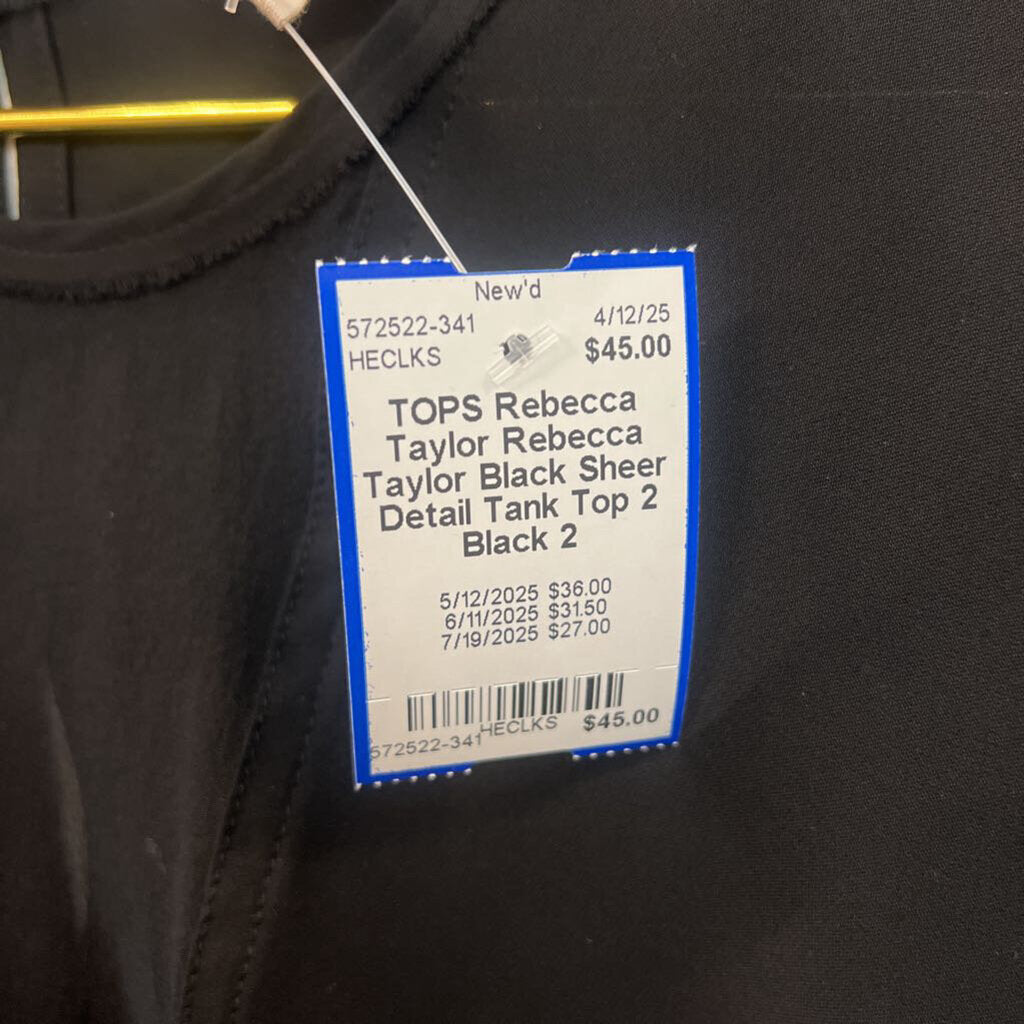 New'd
572522-341 4/12/25
HECLKS $45.00
TOPS Rebecca
Taylor Rebecca
Taylor Black Sheer
Detail Tank Top 2
Black 2
5/12/2025 $36.00
6/11/2025 $31.50
7/19/2025 $27.00
572522-341 HECLKS $45.00